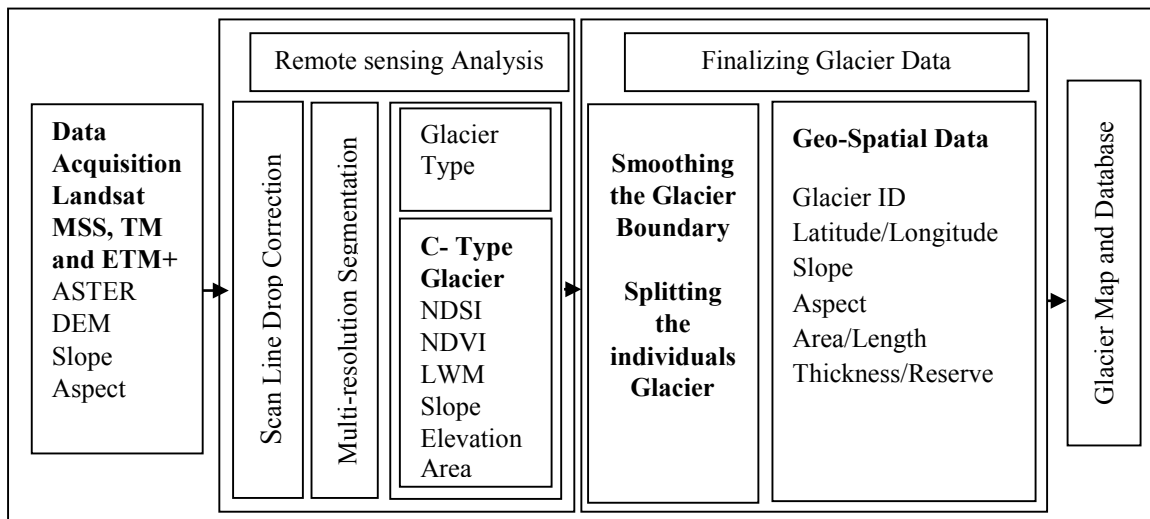 Remote sensing Analysis
Finalizing Glacier Data
Data
Acquisition
Landsat
MSS, TM
and ETM+
ASTER
DEM
Slope
Aspect
Scan Line Drop Correction
Multi-resolution Segmentation
Glacier
Type
C- Type
Glacier
NDSI
NDVI
LWM
Slope
Elevation
Area
Smoothing
the Glacier
Boundary
Splitting
the
individuals
Glacier
Geo-Spatial Data
Glacier ID
Latitude/Longitude
Slope
Aspect
Area/Length
Thickness/Reserve
Glacier Map and Database